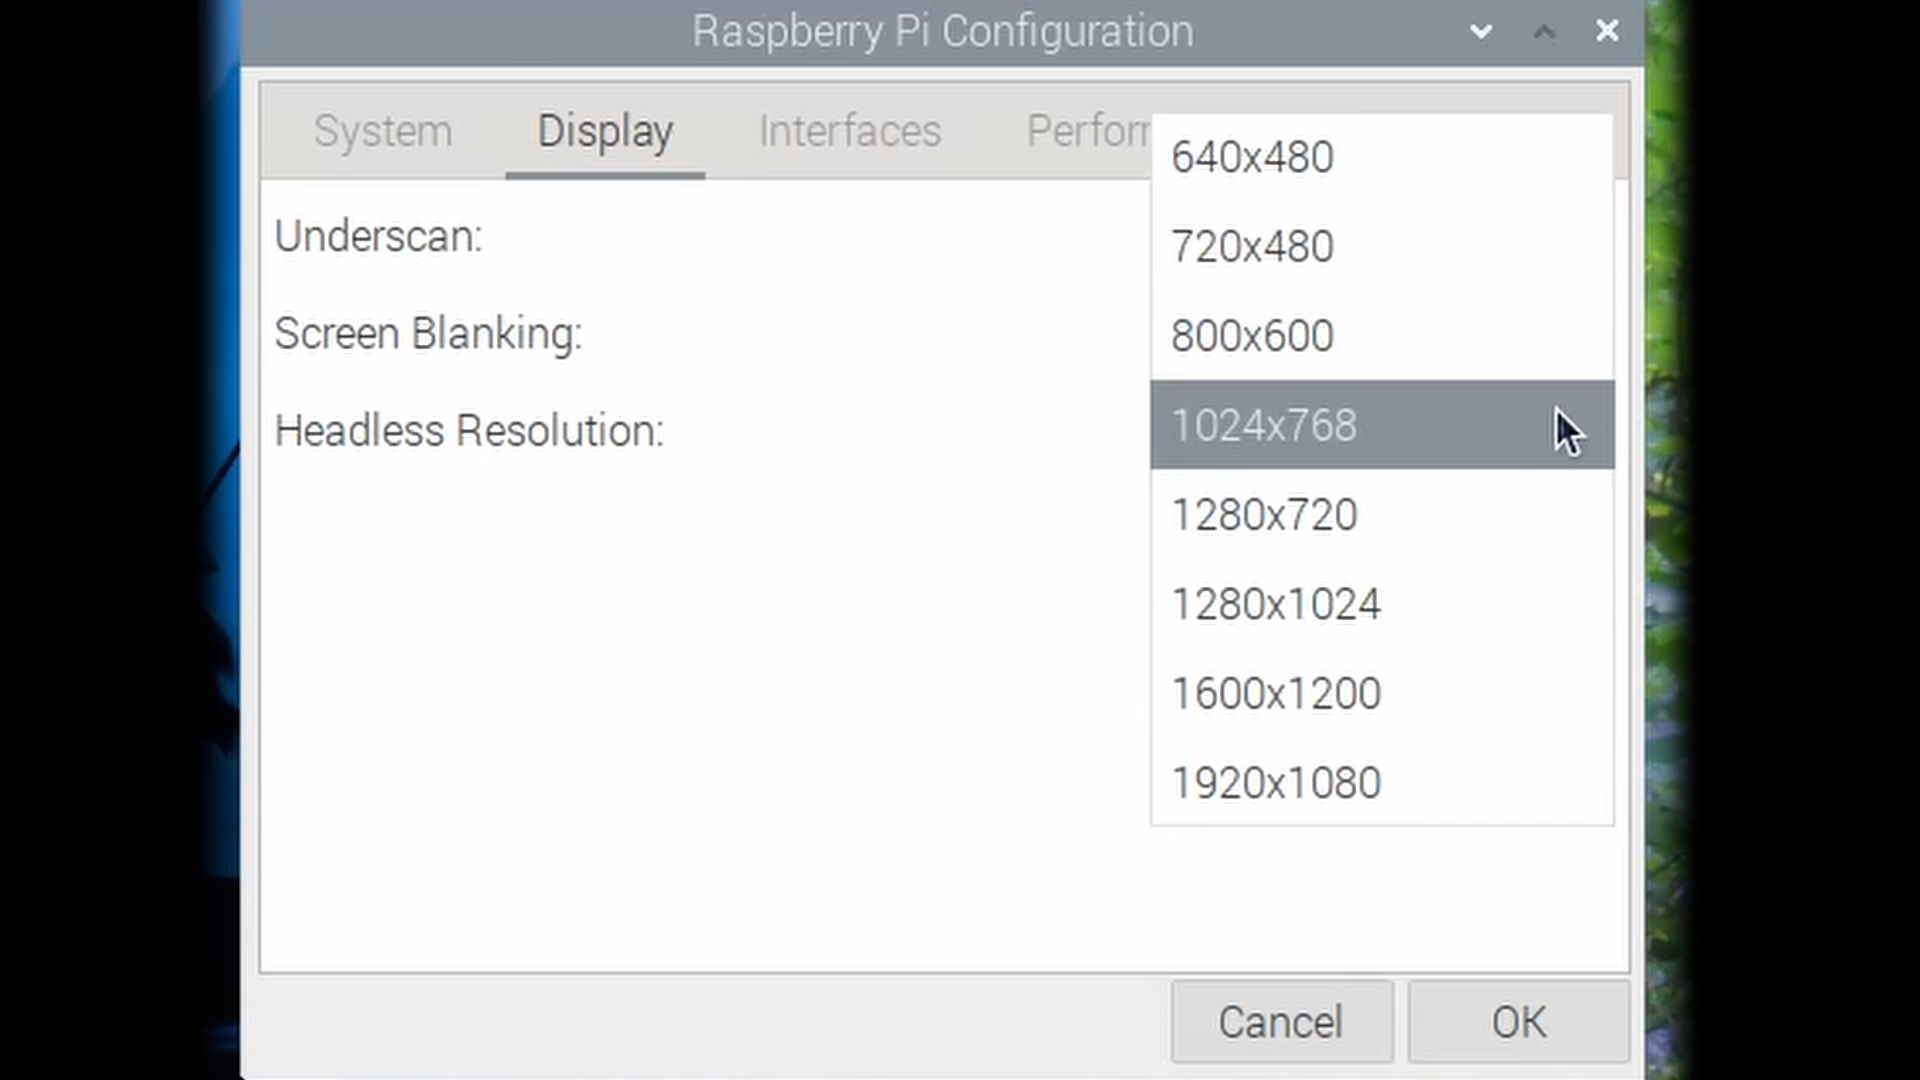 Raspberry Pi Configuration
System Display Interfaces Perfor
Underscan:
Screen Blanking:
Headless Resolution:
640x480
720x480
800x600
1024x768
1280x720
1280x1024
1600x1200
1920x1080
Cancel OK